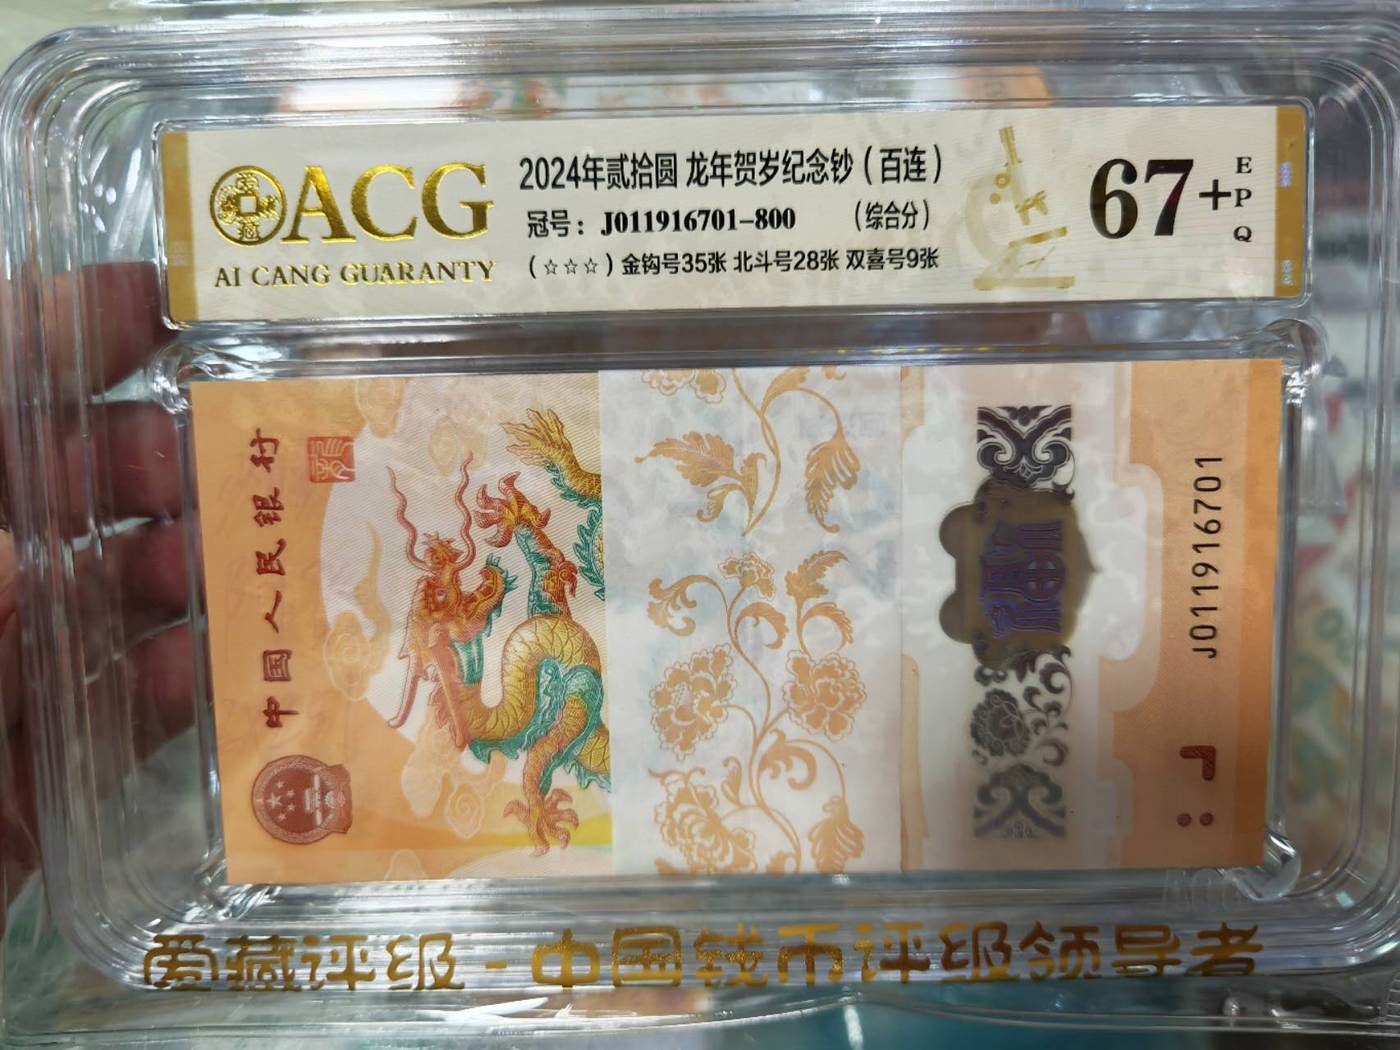 ACG
AI CANG GUARANTY
2024年贰拾圆 龙年贺岁纪念钞（百连）
冠号：J011916701-800 （综合分）
（☆☆☆）金钩号35张 北斗号28张 双喜号9张
67+
EPQ
中国人民银行
福
J011916701
爱藏评级-中国钱币评级领导者